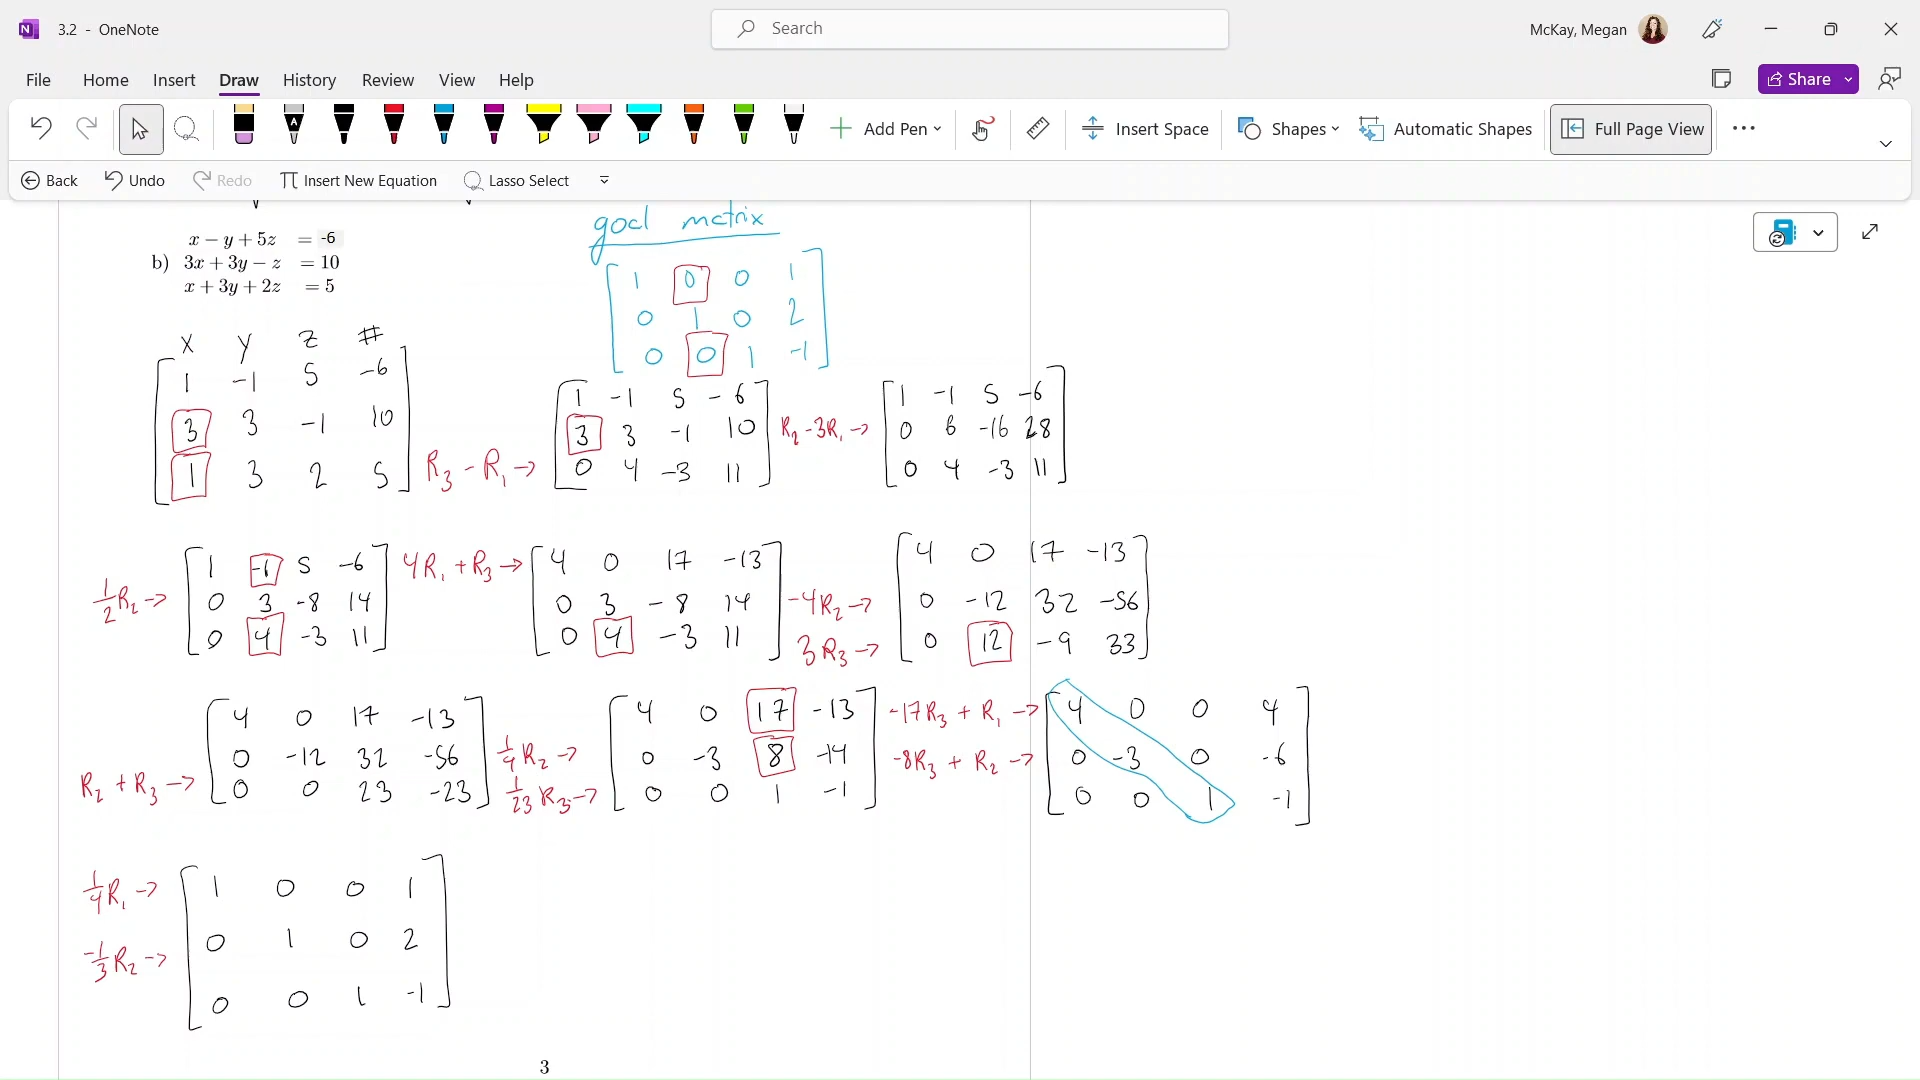 3.2 - OneNote
Search
McKay, Megan
File Home Insert Draw History Review View Help
Share
Add Pen
Insert Space
Shapes
Automatic Shapes
Full Page View
Back Undo Redo Insert New Equation Lasso Select
goal matrix
x − y + 5z = -6
b) 3x + 3y − z = 10
x + 3y + 2z = 5
1 0 0 1
0 1 0 2
0 0 1 -1
x y z #
1 -1 5 -6
3 3 -1 10
1 3 2 5
R₃ - R₁ →
1 -1 5 -6
3 3 -1 10
0 4 -3 11
R₂ - 3R₁ →
1 -1 5 -6
0 6 -16 28
0 4 -3 11
1/2 R₂ →
1 -1 5 -6
0 3 -8 14
0 4 -3 11
4R₁ + R₃ →
4 0 17 -13
0 3 -8 14
0 4 -3 11
-4R₂ →
3R₃ →
4 0 17 -13
0 -12 32 -56
0 12 -9 33
R₂ + R₃ →
4 0 17 -13
0 -12 32 -56
0 0 23 -23
1/4 R₂ →
1/23 R₃ →
4 0 17 -13
0 -3 8 -14
0 0 1 -1
-17R₃ + R₁ →
-8R₃ + R₂ →
4 0 0 4
0 -3 0 -6
0 0 1 -1
1/4 R₁ →
-1/3 R₂ →
1 0 0 1
0 1 0 2
0 0 1 -1
3